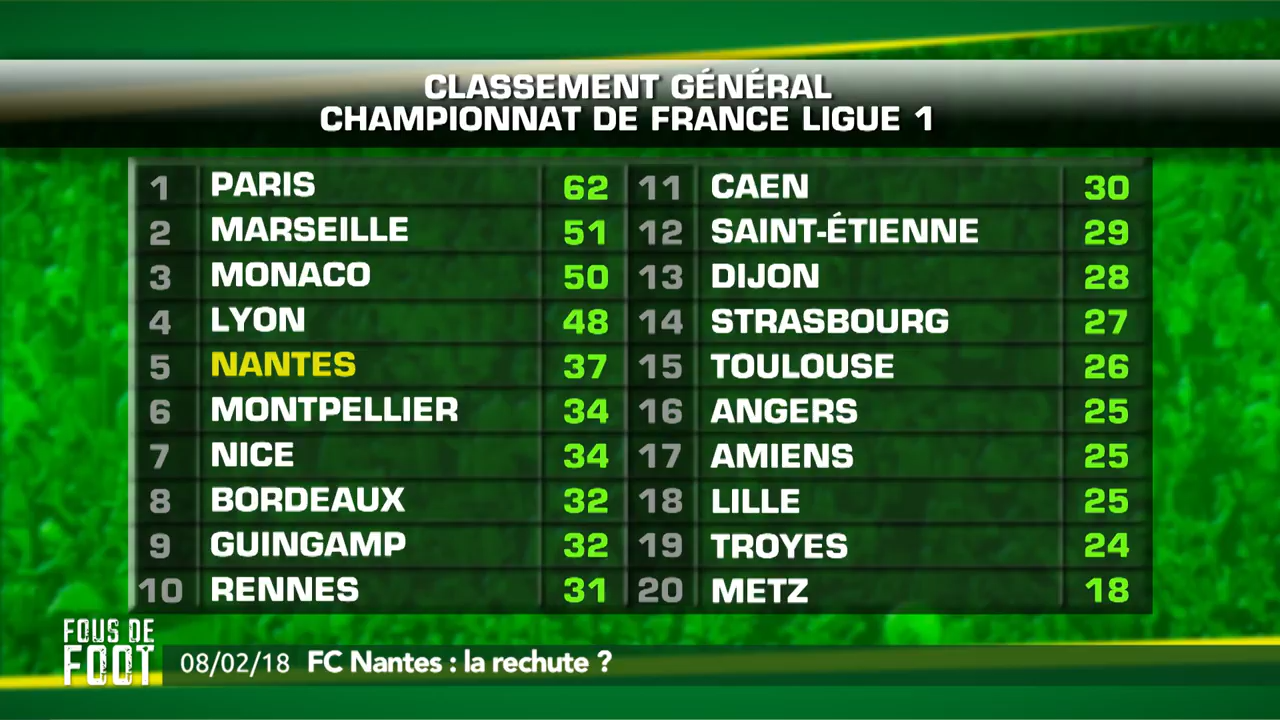 CLASSEMENT GÉNÉRAL
CHAMPIONNAT DE FRANCE LIGUE 1
1 PARIS 62
2 MARSEILLE 51
3 MONACO 50
4 LYON 48
5 NANTES 37
6 MONTPELLIER 34
7 NICE 34
8 BORDEAUX 32
9 GUINGAMP 32
10 RENNES 31
11 CAEN 30
12 SAINT-ÉTIENNE 29
13 DIJON 28
14 STRASBOURG 27
15 TOULOUSE 26
16 ANGERS 25
17 AMIENS 25
18 LILLE 25
19 TROYES 24
20 METZ 18
FOUS DE
FOOT
08/02/18 FC Nantes : la rechute ?